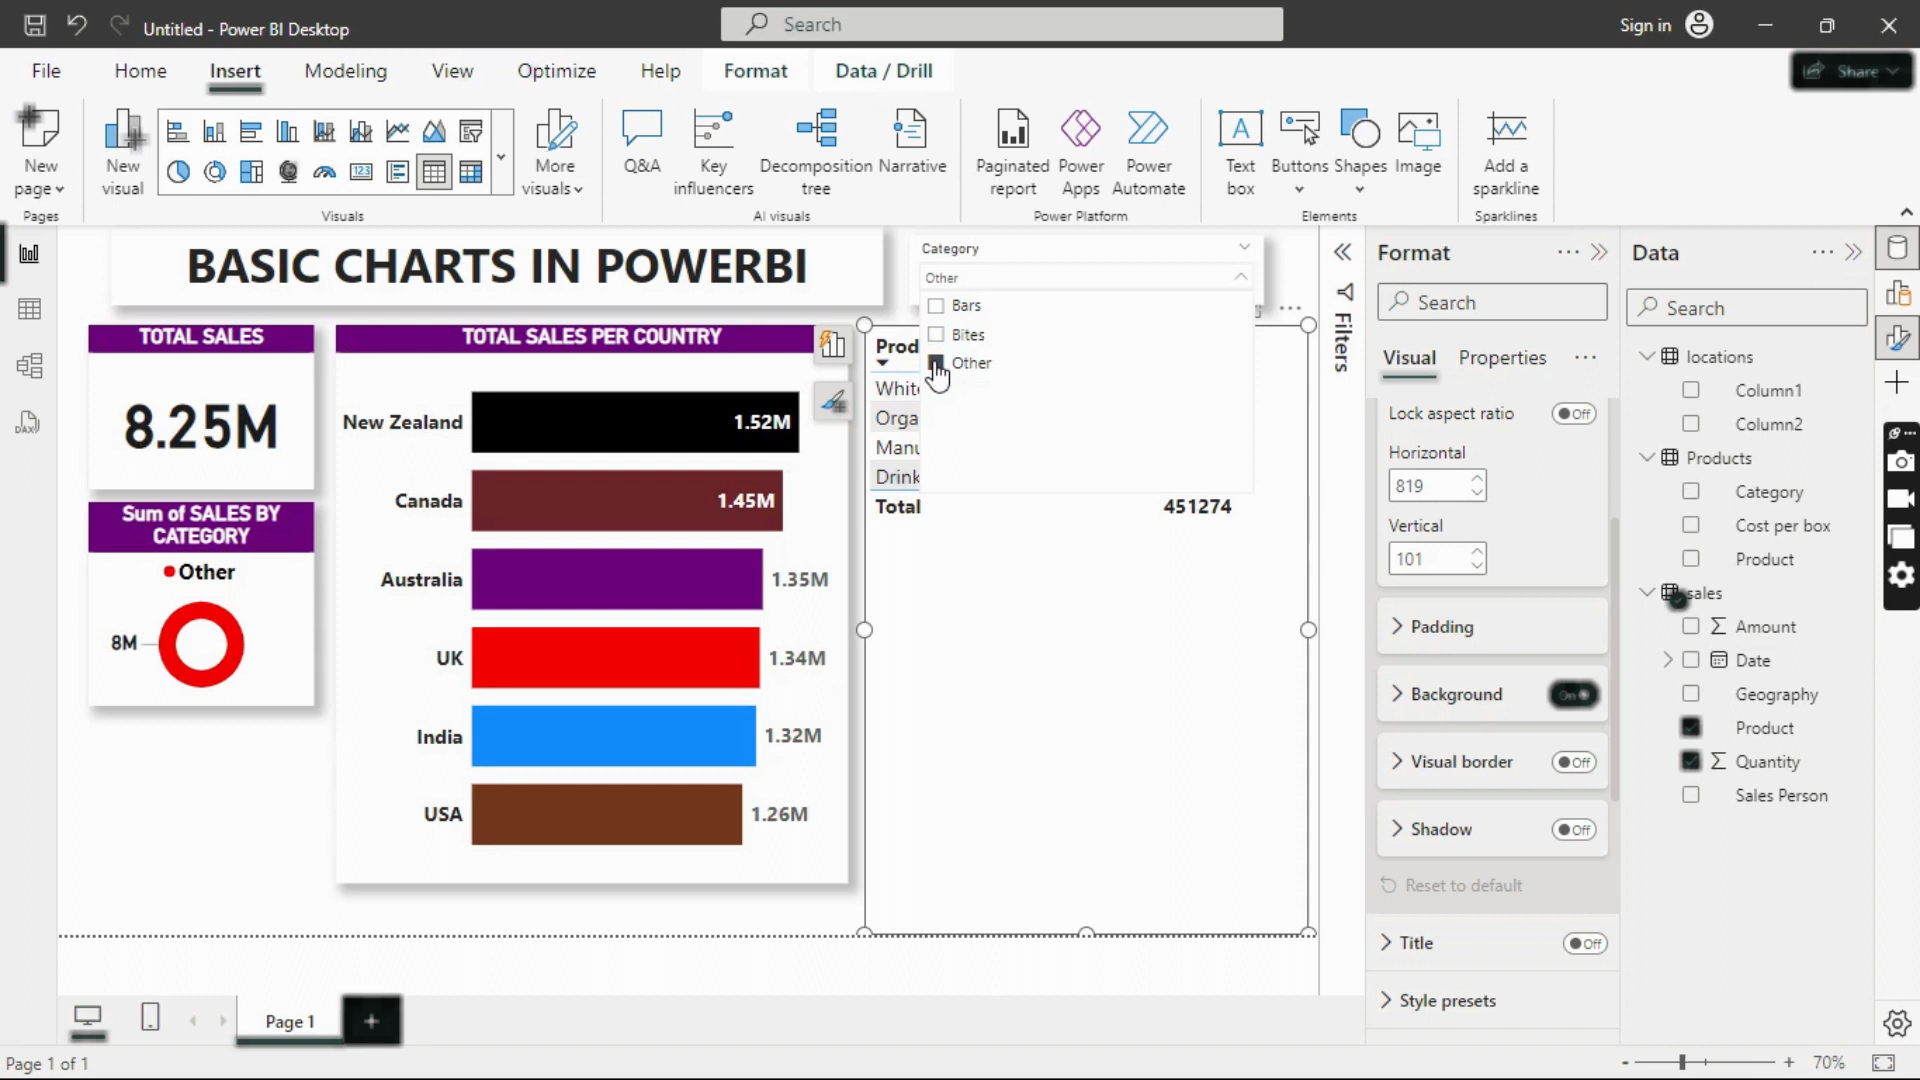 Untitled - Power BI Desktop
Search
Sign in
File
Home
Insert
Modeling
View
Optimize
Help
Format
Data / Drill
Share
New page
New visual
More visuals
Q&A
Key influencers
Decomposition tree
Narrative
Paginated report
Power Apps
Power Automate
Text box
Buttons
Shapes
Image
Add a sparkline
Pages
Visuals
AI visuals
Power Platform
Elements
Sparklines
BASIC CHARTS IN POWERBI
Category
Other
Bars
Bites
Other
TOTAL SALES
8.25M
Sum of SALES BY
CATEGORY
Other
8M
TOTAL SALES PER COUNTRY
New Zealand 1.52M
Canada 1.45M
Australia 1.35M
UK 1.34M
India 1.32M
USA 1.26M
Prod
White
Orga
Manu
Drink
Total 451274
Filters
Format
Search
Visual
Properties
Lock aspect ratio Off
Horizontal
819
Vertical
101
Padding
Background On
Visual border Off
Shadow Off
Reset to default
Title Off
Style presets
Data
Search
locations
Column1
Column2
Products
Category
Cost per box
Product
sales
Amount
Date
Geography
Product
Quantity
Sales Person
DAX
123
Page 1
Page 1 of 1
70%